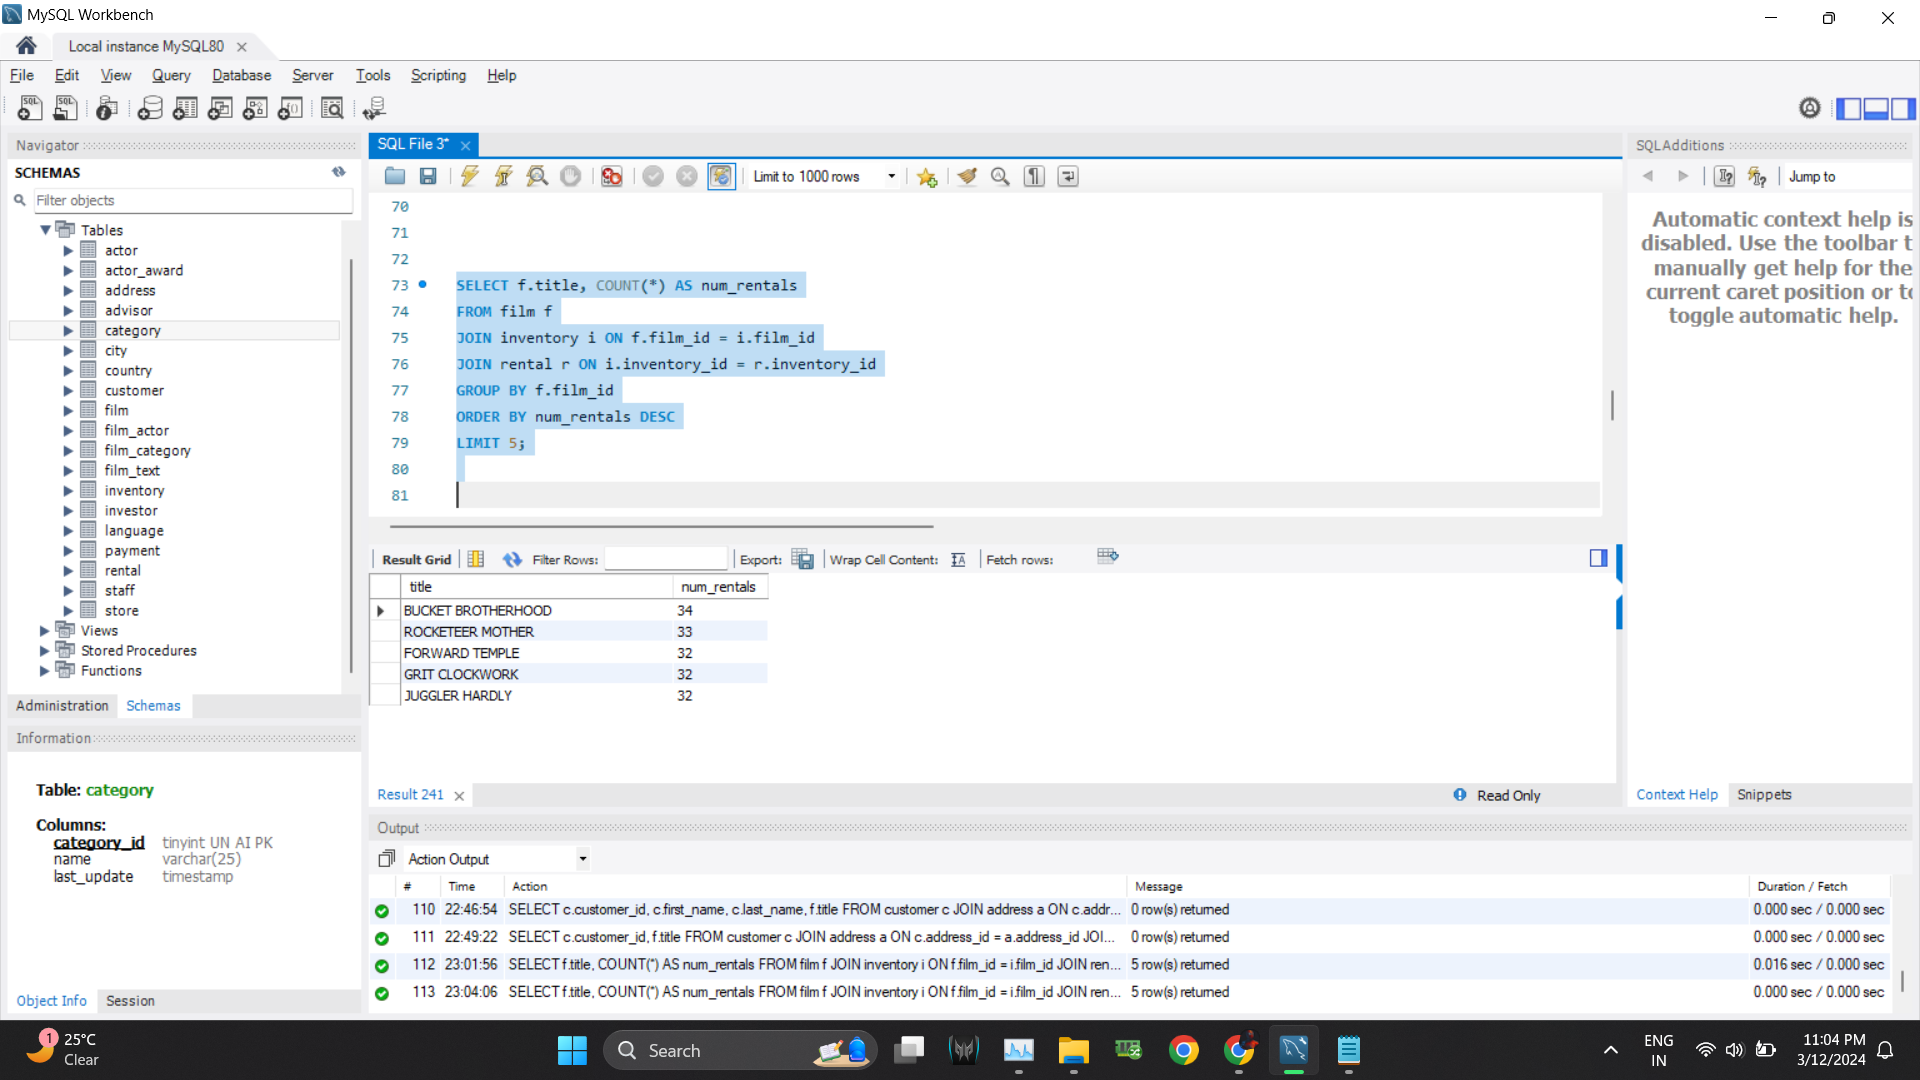 MySQL Workbench
Local instance MySQL80
File Edit View Query Database Server Tools Scripting Help
Navigator
SCHEMAS
Filter objects
Tables
actor
actor_award
address
advisor
category
city
country
customer
film
film_actor
film_category
film_text
inventory
investor
language
payment
rental
staff
store
Views
Stored Procedures
Functions
Administration Schemas
Information
Table: category
Columns:
category_id tinyint UN AI PK
name varchar(25)
last_update timestamp
Object Info Session
SQL File 3*
Limit to 1000 rows
70
71
72
73 SELECT f.title, COUNT(*) AS num_rentals
74 FROM film f
75 JOIN inventory i ON f.film_id = i.film_id
76 JOIN rental r ON i.inventory_id = r.inventory_id
77 GROUP BY f.film_id
78 ORDER BY num_rentals DESC
79 LIMIT 5;
80
81
Result Grid Filter Rows: Export: Wrap Cell Content: Fetch rows:
title num_rentals
BUCKET BROTHERHOOD 34
ROCKETEER MOTHER 33
FORWARD TEMPLE 32
GRIT CLOCKWORK 32
JUGGLER HARDLY 32
Result 241 Read Only
Output
Action Output
# Time Action Message Duration / Fetch
110 22:46:54 SELECT c.customer_id, c.first_name, c.last_name, f.title FROM customer c JOIN address a ON c.addr... 0 row(s) returned 0.000 sec / 0.000 sec
111 22:49:22 SELECT c.customer_id, f.title FROM customer c JOIN address a ON c.address_id = a.address_id JOI... 0 row(s) returned 0.000 sec / 0.000 sec
112 23:01:56 SELECT f.title, COUNT(*) AS num_rentals FROM film f JOIN inventory i ON f.film_id = i.film_id JOIN ren... 5 row(s) returned 0.016 sec / 0.000 sec
113 23:04:06 SELECT f.title, COUNT(*) AS num_rentals FROM film f JOIN inventory i ON f.film_id = i.film_id JOIN ren... 5 row(s) returned 0.000 sec / 0.000 sec
SQLAdditions
Jump to
Automatic context help is
disabled. Use the toolbar t
manually get help for the
current caret position or to
toggle automatic help.
Context Help Snippets
1
25°C
Clear
Search
ENG
IN
11:04 PM
3/12/2024